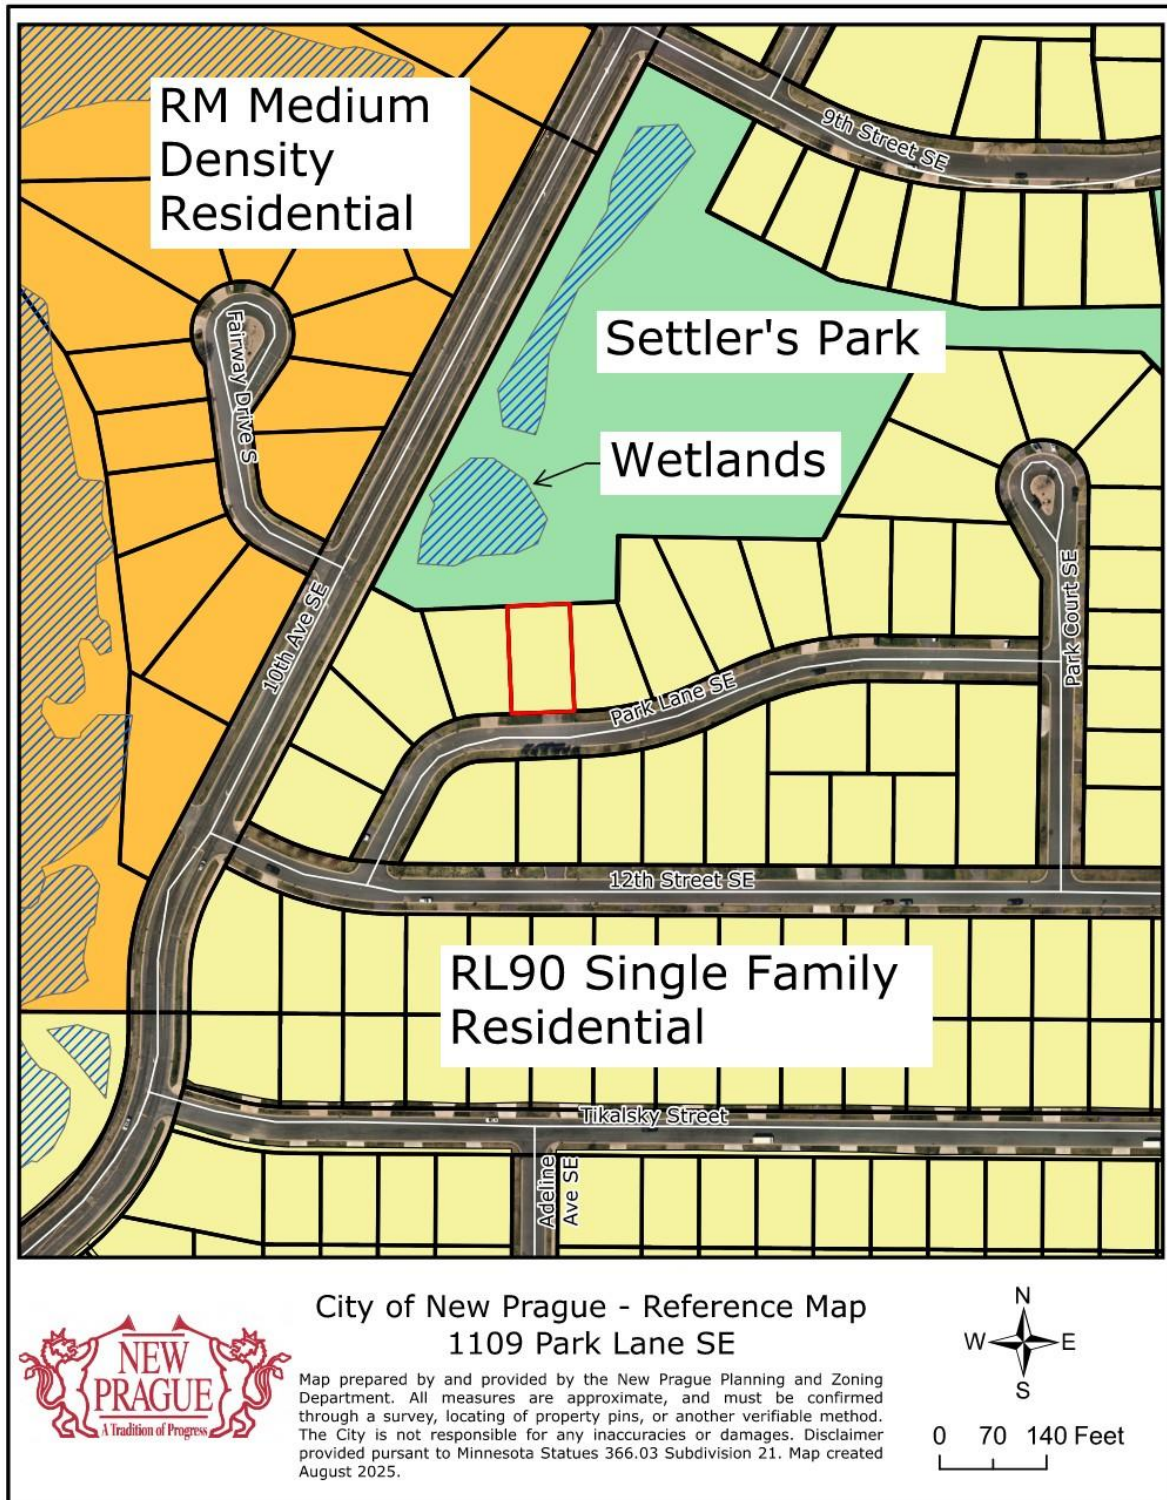 RM Medium
Density
Residential
9th Street SE
Settler's Park
Fairway Drive S
Wetlands
10th Ave SE
Park Court SE
Park Lane SE
12th Street SE
RL90 Single Family
Residential
Tikalsky Street
Adeline
Ave SE
City of New Prague - Reference Map
1109 Park Lane SE
NEW
PRAGUE
A Tradition of Progress
Map prepared by and provided by the New Prague Planning and Zoning
Department. All measures are approximate, and must be confirmed
through a survey, locating of property pins, or another verifiable method.
The City is not responsible for any inaccuracies or damages. Disclaimer
provided pursuant to Minnesota Statues 366.03 Subdivision 21. Map created
August 2025.
N
W E
S
0 70 140 Feet